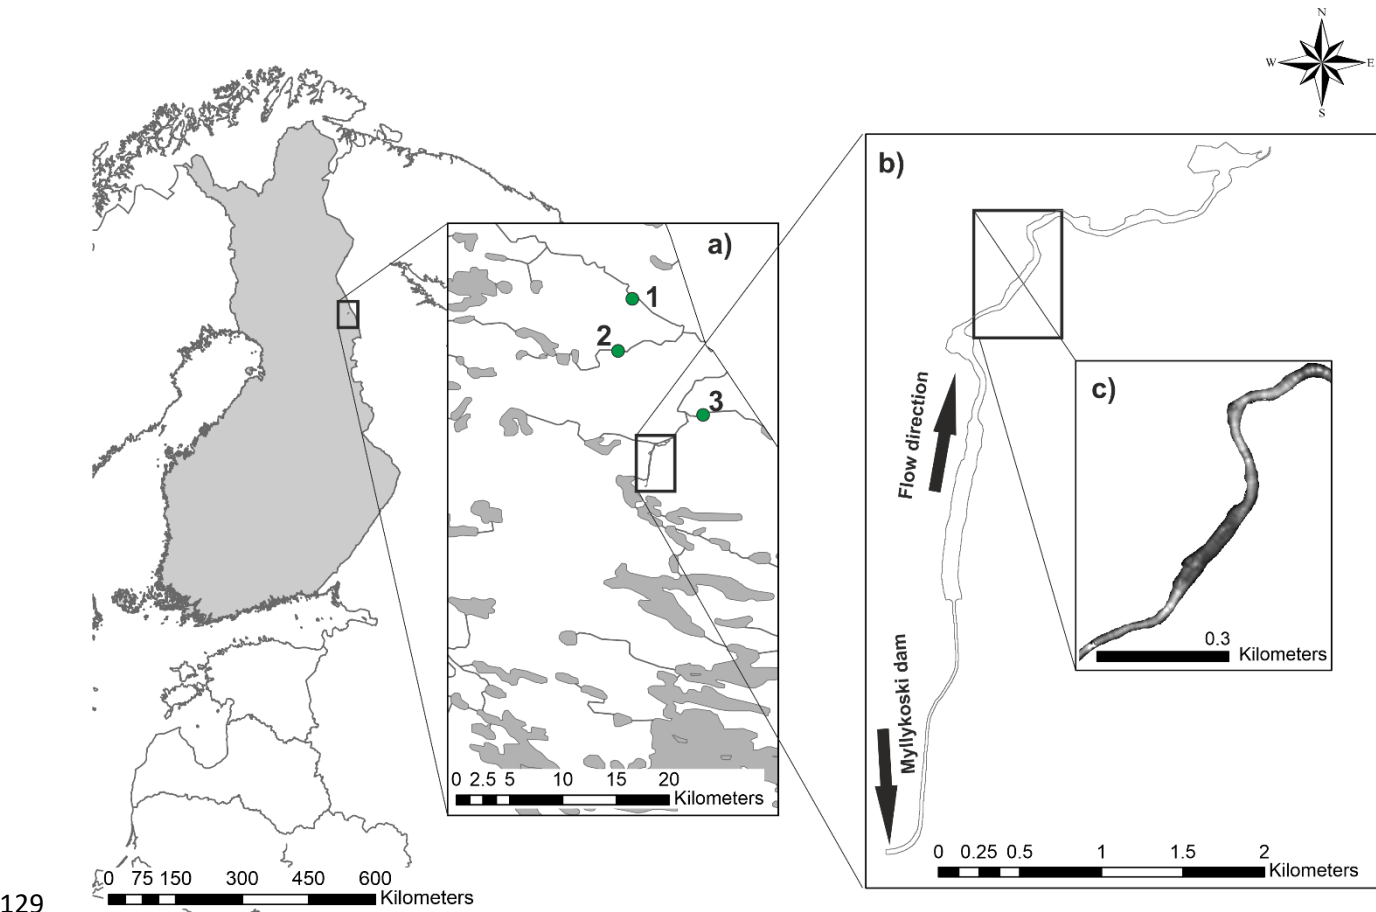 N
W E
S
b)
a)
1
2
3
c)
Flow direction
0.3
Kilometers
Myllykoski dam
0 2.5 5 10 15 20
Kilometers
0 0.25 0.5 1 1.5 2
Kilometers
0 75 150 300 450 600
Kilometers
129